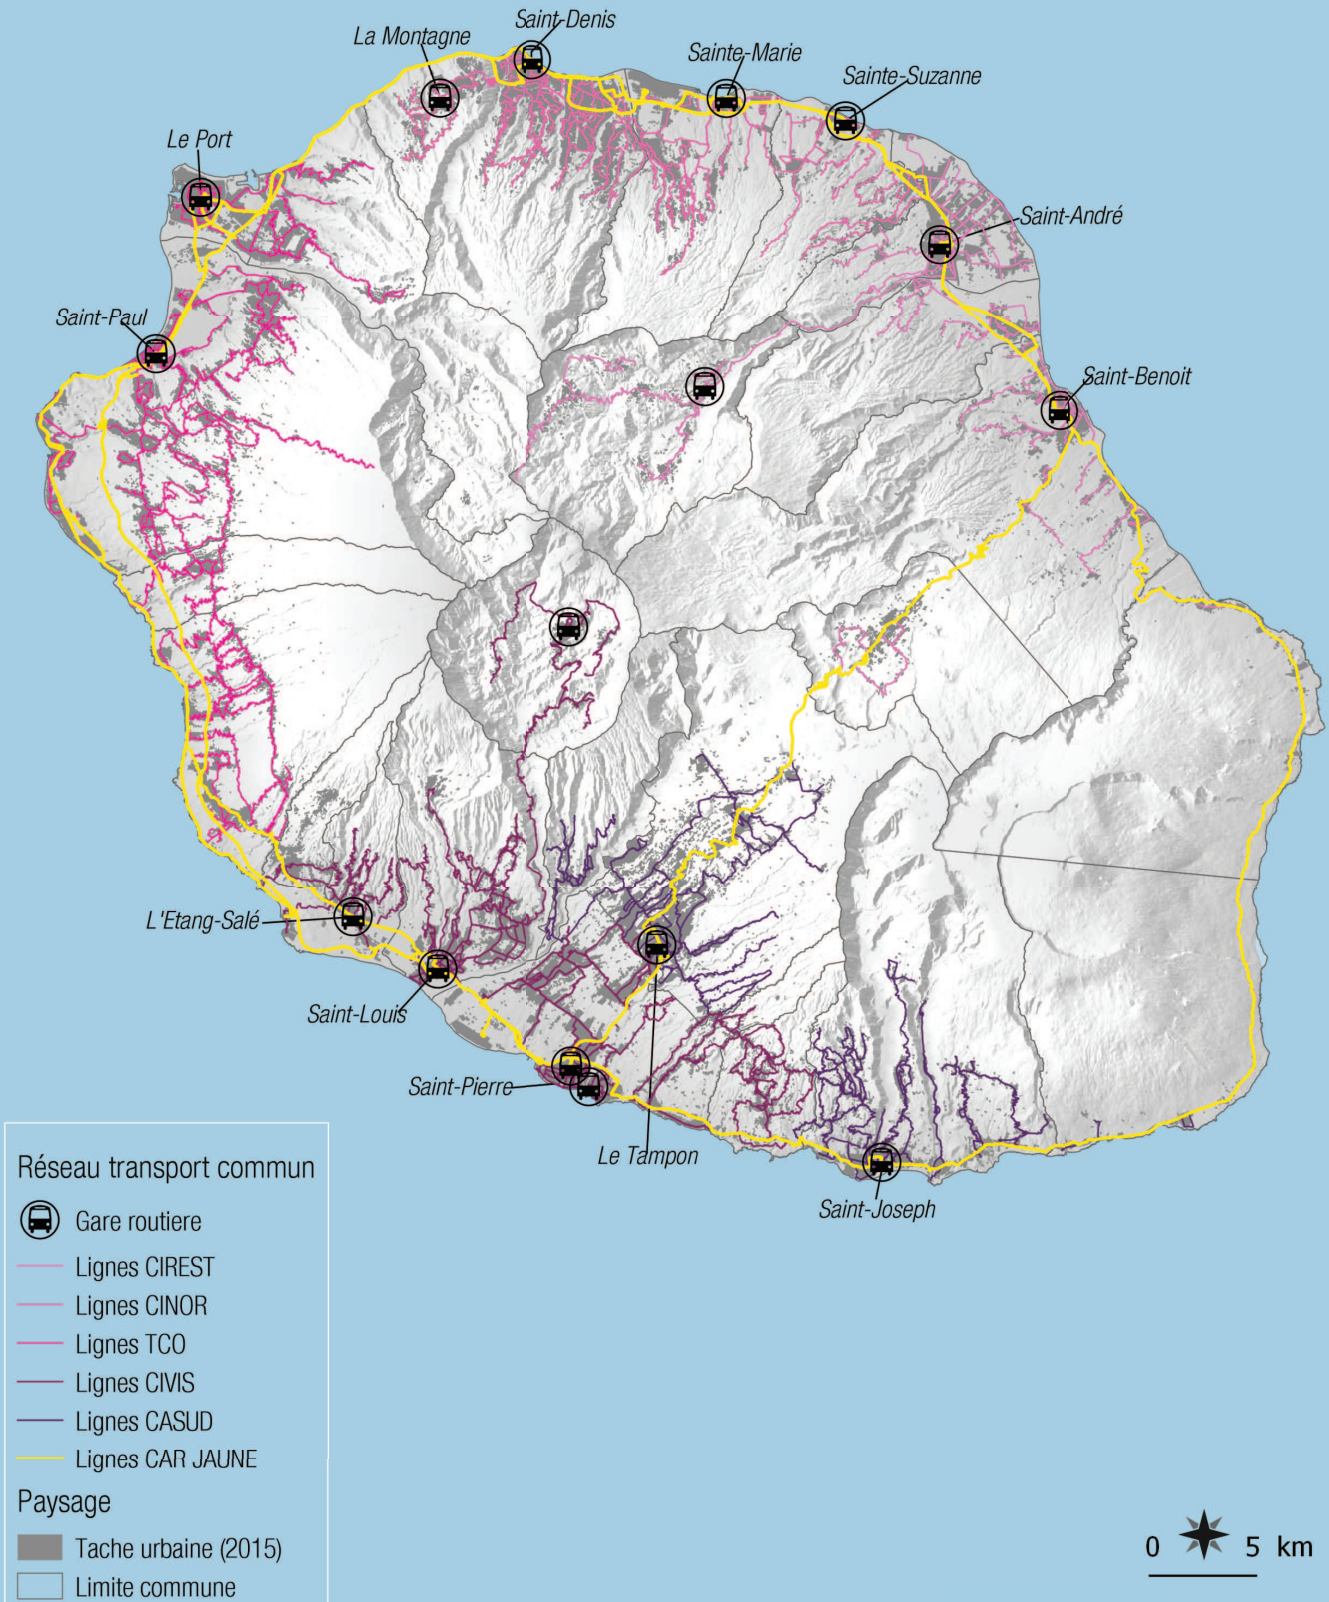 Saint-Denis
La Montagne
Sainte-Marie
Sainte-Suzanne
Le Port
Saint-André
Saint-Paul
Saint-Benoit
L'Etang-Salé
Saint-Louis
Saint-Pierre
Le Tampon
Saint-Joseph
Réseau transport commun
Gare routiere
Lignes CIREST
Lignes CINOR
Lignes TCO
Lignes CIVIS
Lignes CASUD
Lignes CAR JAUNE
Paysage
Tache urbaine (2015)
Limite commune
0 5 km